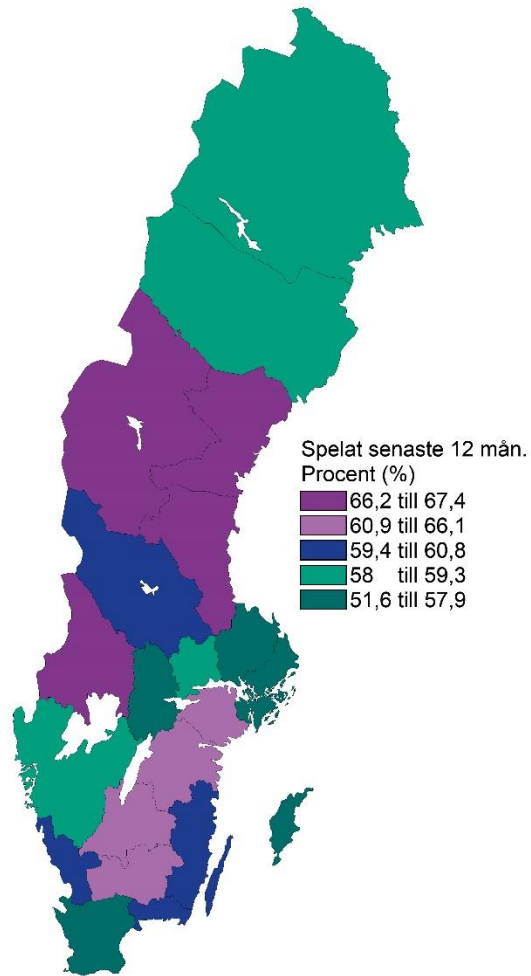 Spelat senaste 12 mån.
Procent (%)
66,2 till 67,4
60,9 till 66,1
59,4 till 60,8
58 till 59,3
51,6 till 57,9